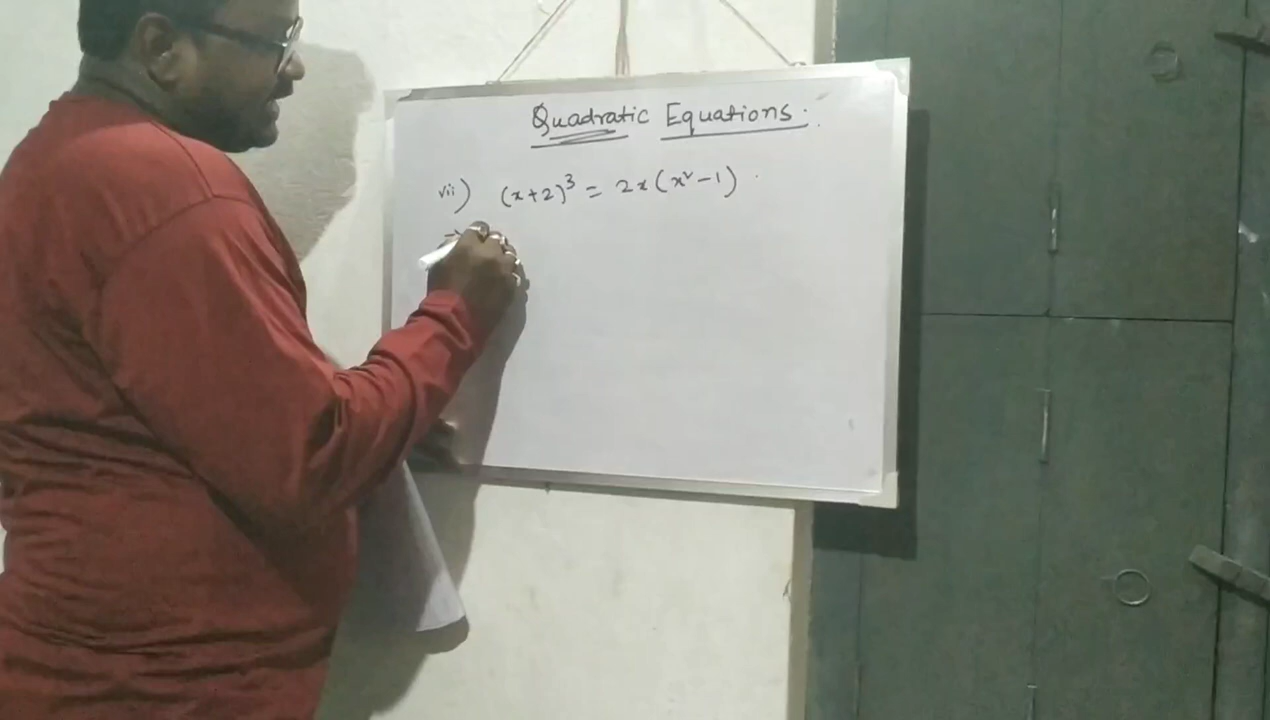 Quadratic Equations.
vii) (x+2)³ = 2x(x²-1).